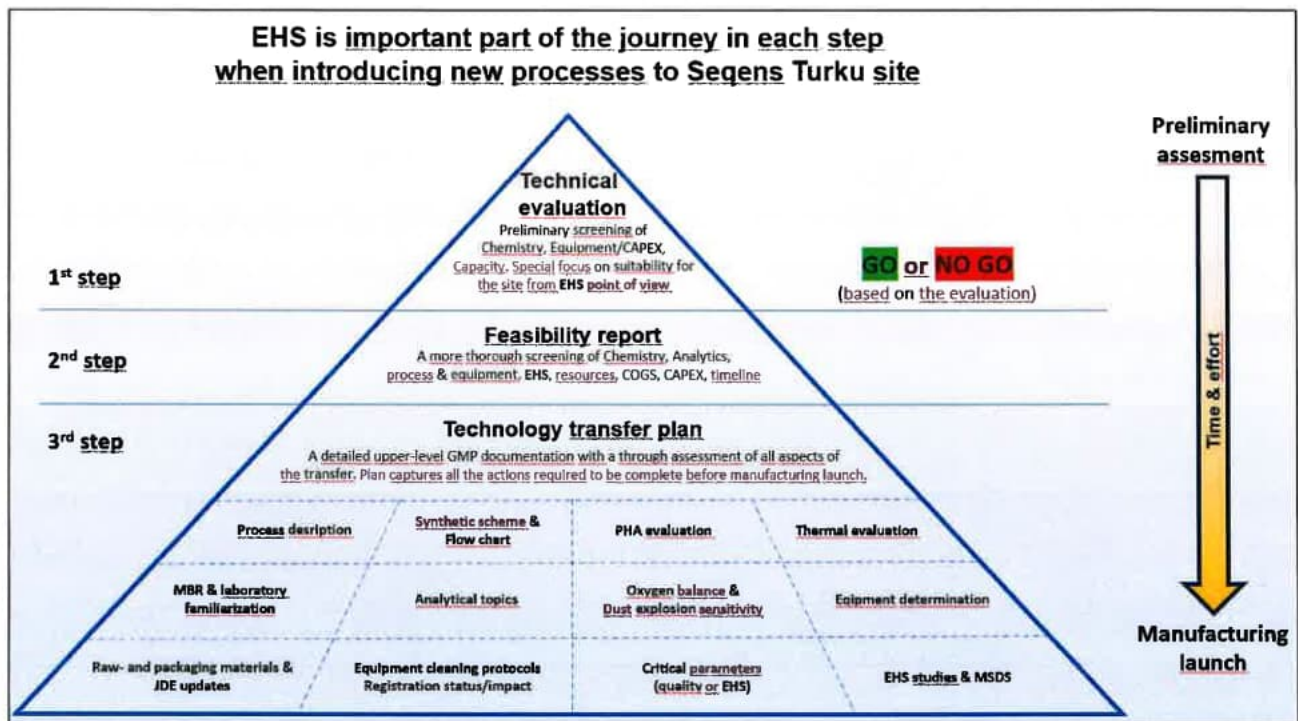 EHS is important part of the journey in each step
when introducing new processes to Seqens Turku site
Preliminary
assesment
Technical
evaluation
Preliminary screening of
Chemistry, Equipment/CAPEX,
Capacity. Special focus on suitability for
the site from EHS point of view
1st step
GO or NO GO
(based on the evaluation)
2nd step
Feasibility report
A more thorough screening of Chemistry, Analytics,
process & equipment, EHS, resources, COGS, CAPEX, timeline
Time & effort
3rd step
Technology transfer plan
A detailed upper-level GMP documentation with a through assessment of all aspects of
the transfer. Plan captures all the actions required to be complete before manufacturing launch.
Process desription
Synthetic scheme &
Flow chart
PHA evaluation
Thermal evaluation
MBR & laboratory
familiarization
Analytical topics
Oxygen balance &
Dust explosion sensitivity
Eqipment determination
Raw- and packaging materials &
JDE updates
Equipment cleaning protocols
Registration status/impact
Critical parameters
(quality or EHS)
EHS studies & MSDS
Manufacturing
launch